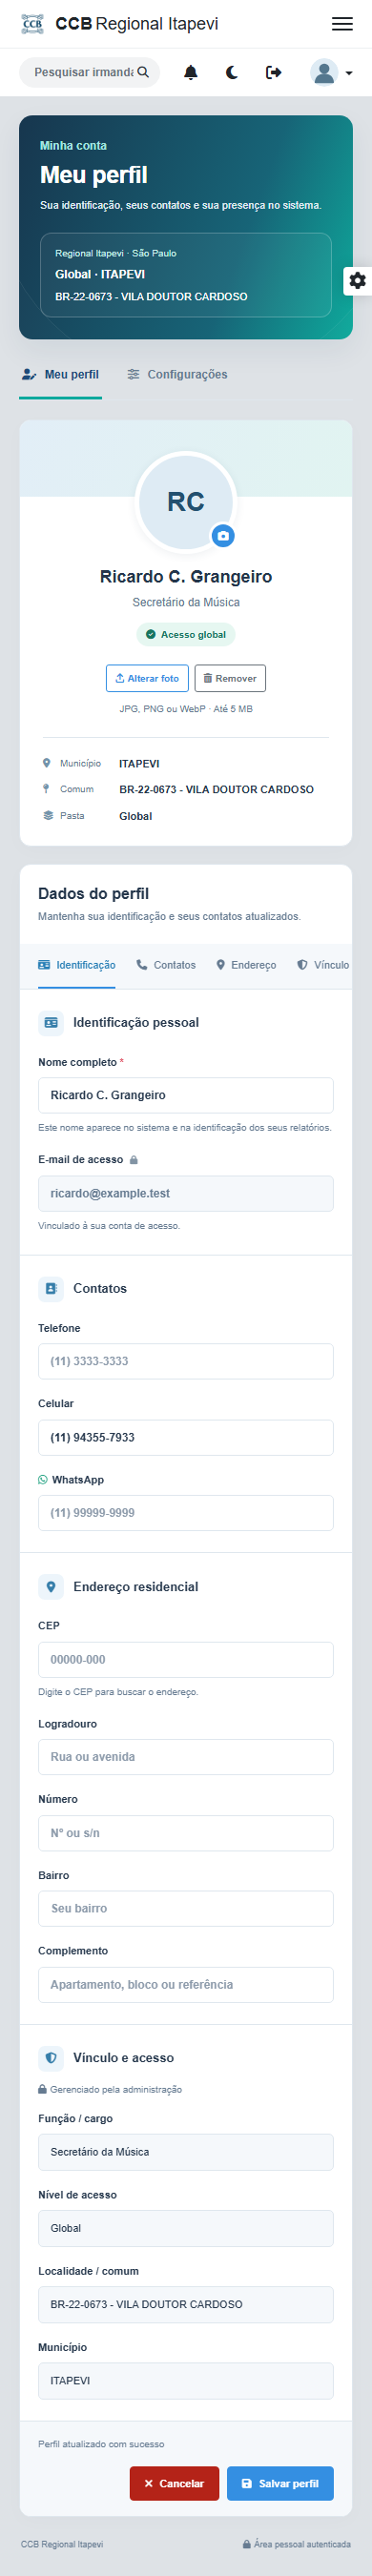 CCB CCB Regional Itapevi
Pesquisar irmanda
Minha conta
Meu perfil
Sua identificação, seus contatos e sua presença no sistema.
Regional Itapevi · São Paulo
Global · ITAPEVI
BR-22-0673 - VILA DOUTOR CARDOSO
Meu perfil Configurações
RC
Ricardo C. Grangeiro
Secretário da Música
Acesso global
Alterar foto Remover
JPG, PNG ou WebP · Até 5 MB
Município ITAPEVI
Comum BR-22-0673 - VILA DOUTOR CARDOSO
Pasta Global
Dados do perfil
Mantenha sua identificação e seus contatos atualizados.
Identificação Contatos Endereço Vínculo
Identificação pessoal
Nome completo *
Ricardo C. Grangeiro
Este nome aparece no sistema e na identificação dos seus relatórios.
E-mail de acesso
ricardo@example.test
Vinculado à sua conta de acesso.
Contatos
Telefone
(11) 3333-3333
Celular
(11) 94355-7933
WhatsApp
(11) 99999-9999
Endereço residencial
CEP
00000-000
Digite o CEP para buscar o endereço.
Logradouro
Rua ou avenida
Número
Nº ou s/n
Bairro
Seu bairro
Complemento
Apartamento, bloco ou referência
Vínculo e acesso
Gerenciado pela administração
Função / cargo
Secretário da Música
Nível de acesso
Global
Localidade / comum
BR-22-0673 - VILA DOUTOR CARDOSO
Município
ITAPEVI
Perfil atualizado com sucesso
Cancelar Salvar perfil
CCB Regional Itapevi Área pessoal autenticada